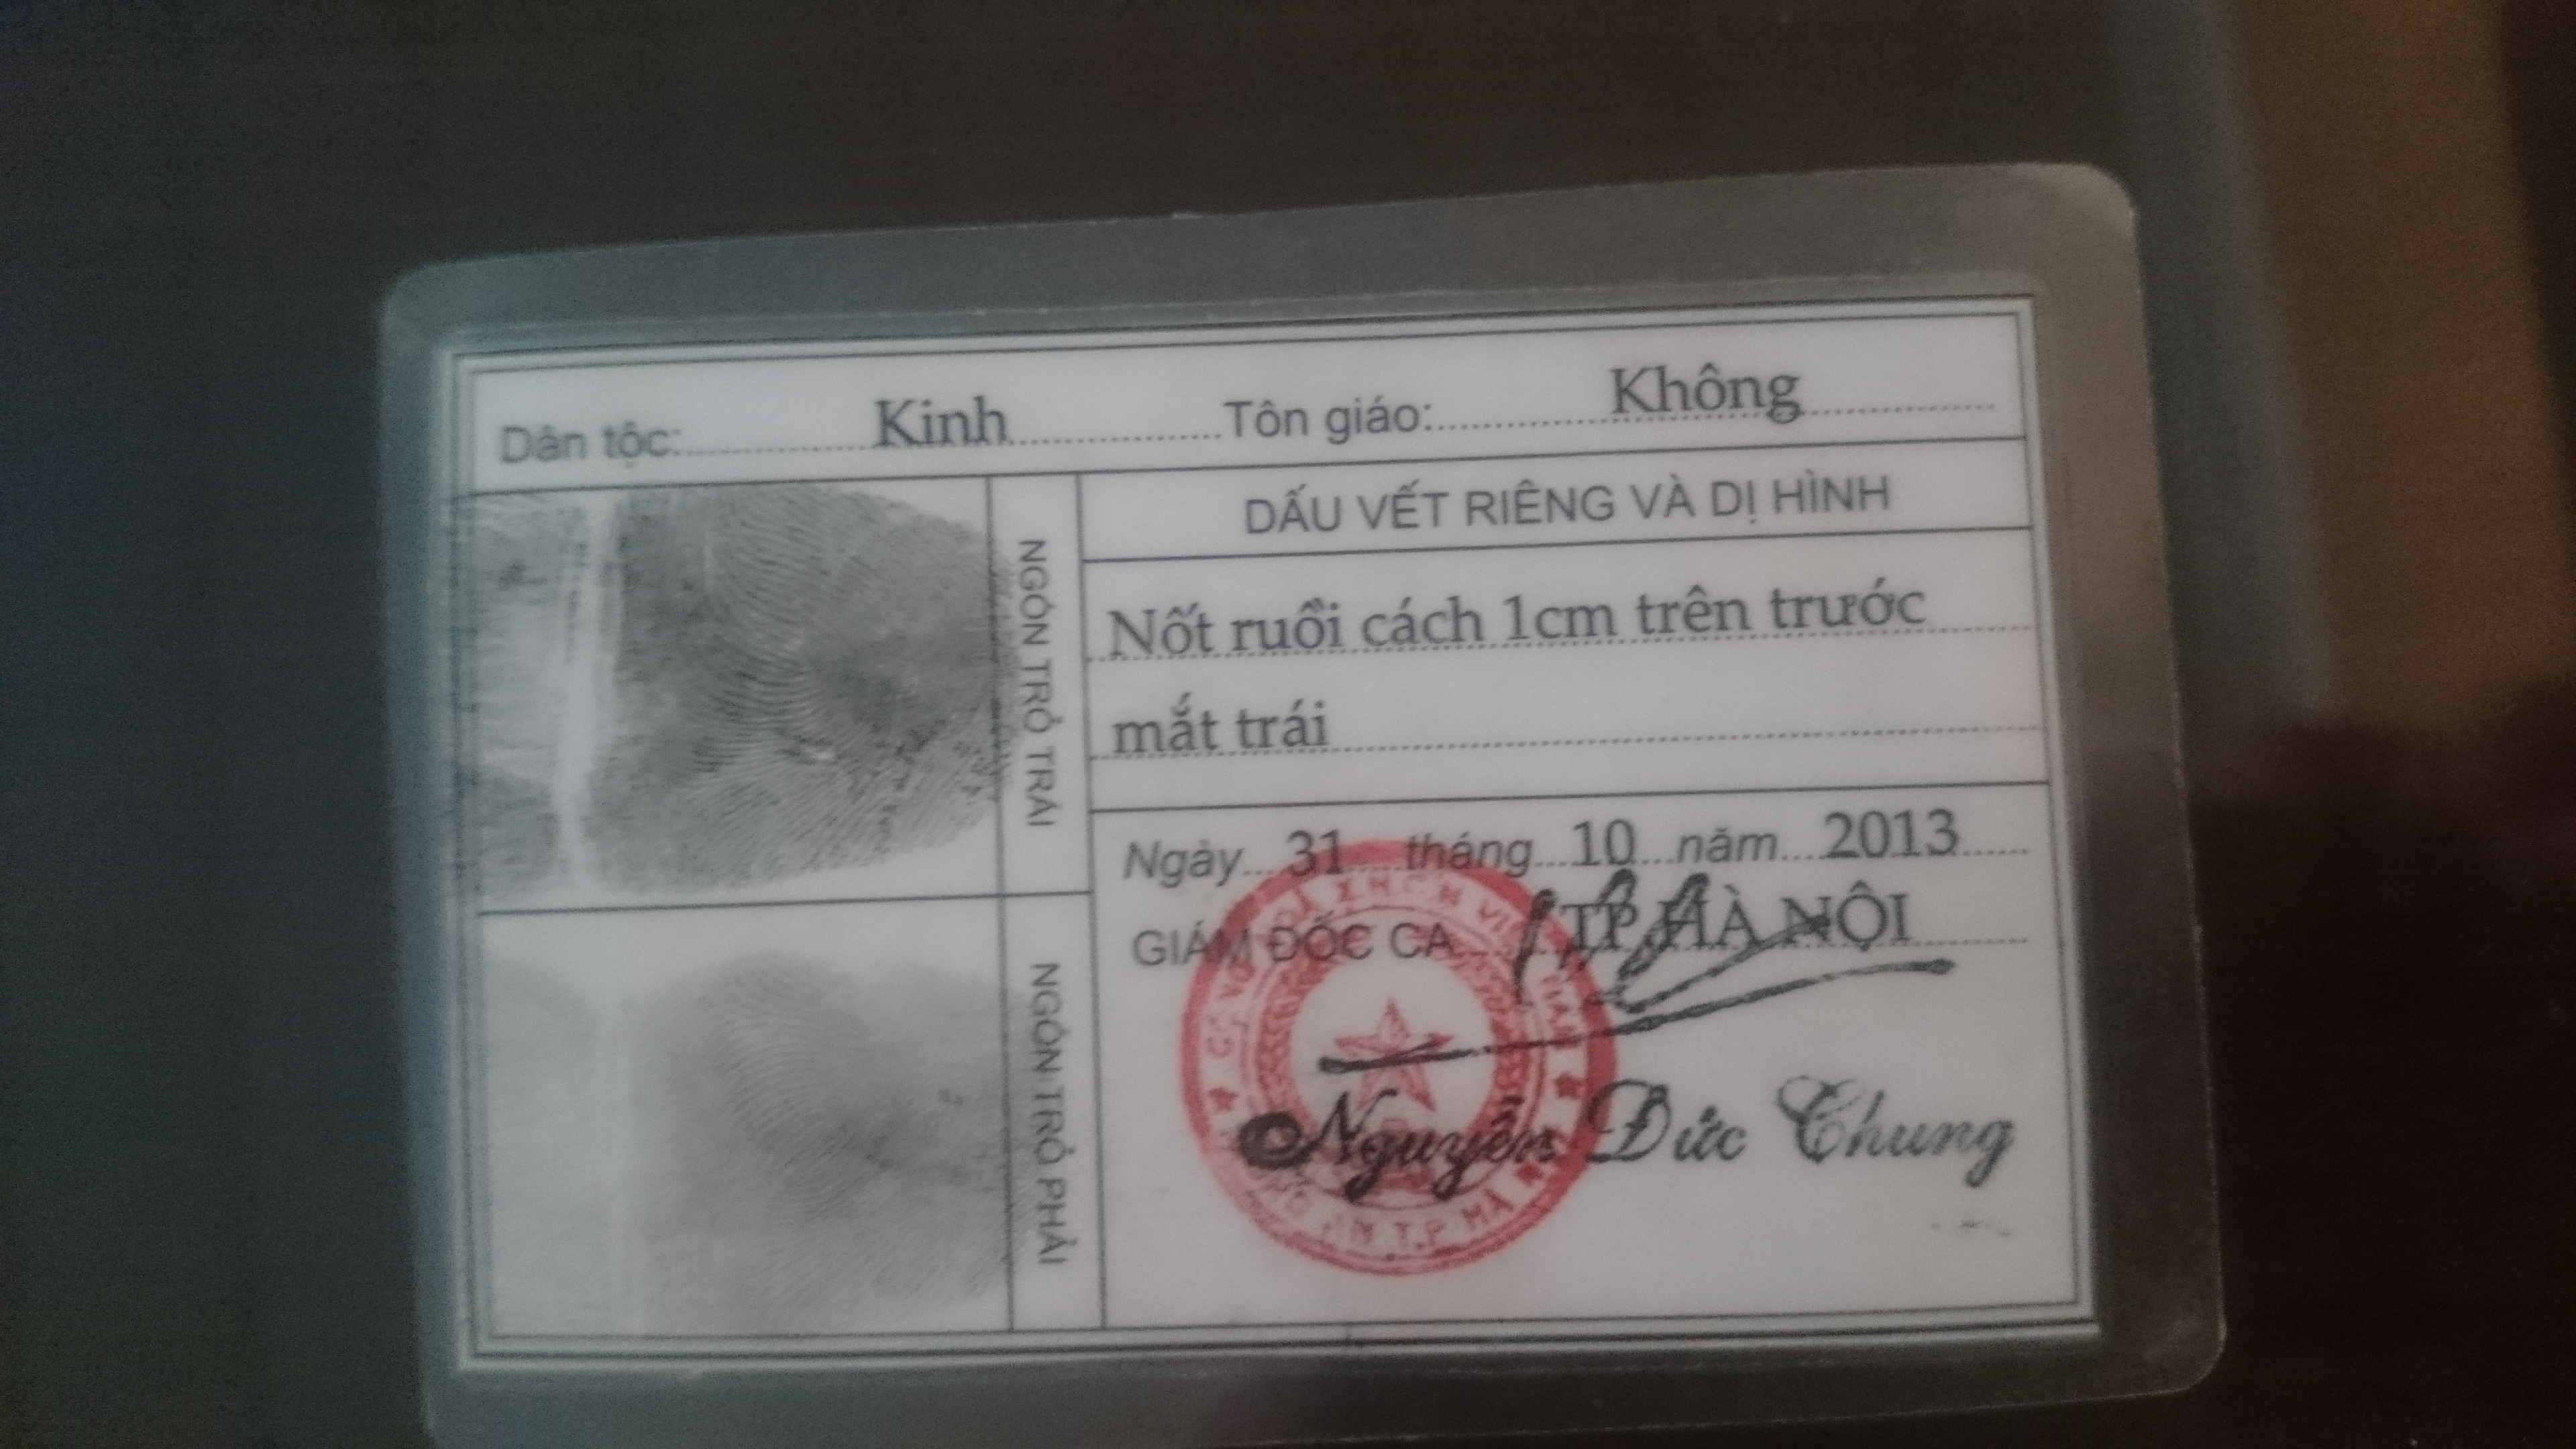 Dân tộc: Kinh Tôn giáo: Không
NGÓN TRỎ TRÁI
DẤU VẾT RIÊNG VÀ DỊ HÌNH
Nốt ruồi cách 1cm trên trước
mắt trái
Ngày 31 tháng 10 năm 2013
GIÁM ĐỐC CA TP HÀ NỘI
NGÓN TRỎ PHẢI
Nguyễn Đức Chung